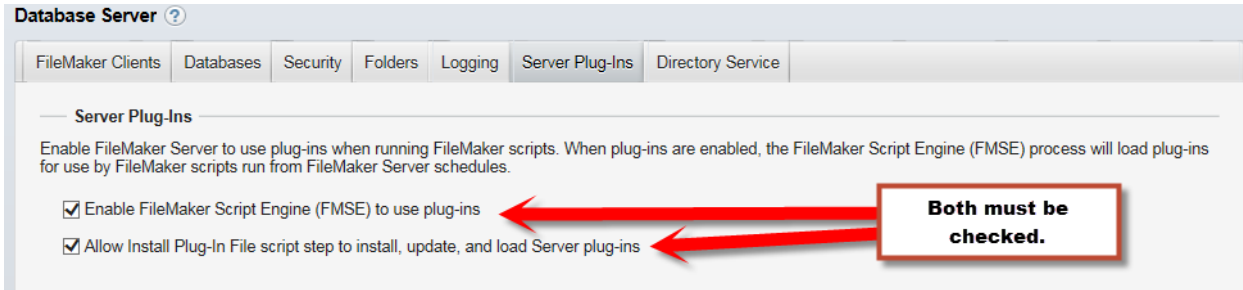 Database Server ?
FileMaker Clients Databases Security Folders Logging Server Plug-Ins Directory Service
Server Plug-Ins
Enable FileMaker Server to use plug-ins when running FileMaker scripts. When plug-ins are enabled, the FileMaker Script Engine (FMSE) process will load plug-ins
for use by FileMaker scripts run from FileMaker Server schedules.
Enable FileMaker Script Engine (FMSE) to use plug-ins
Allow Install Plug-In File script step to install, update, and load Server plug-ins
Both must be
checked.